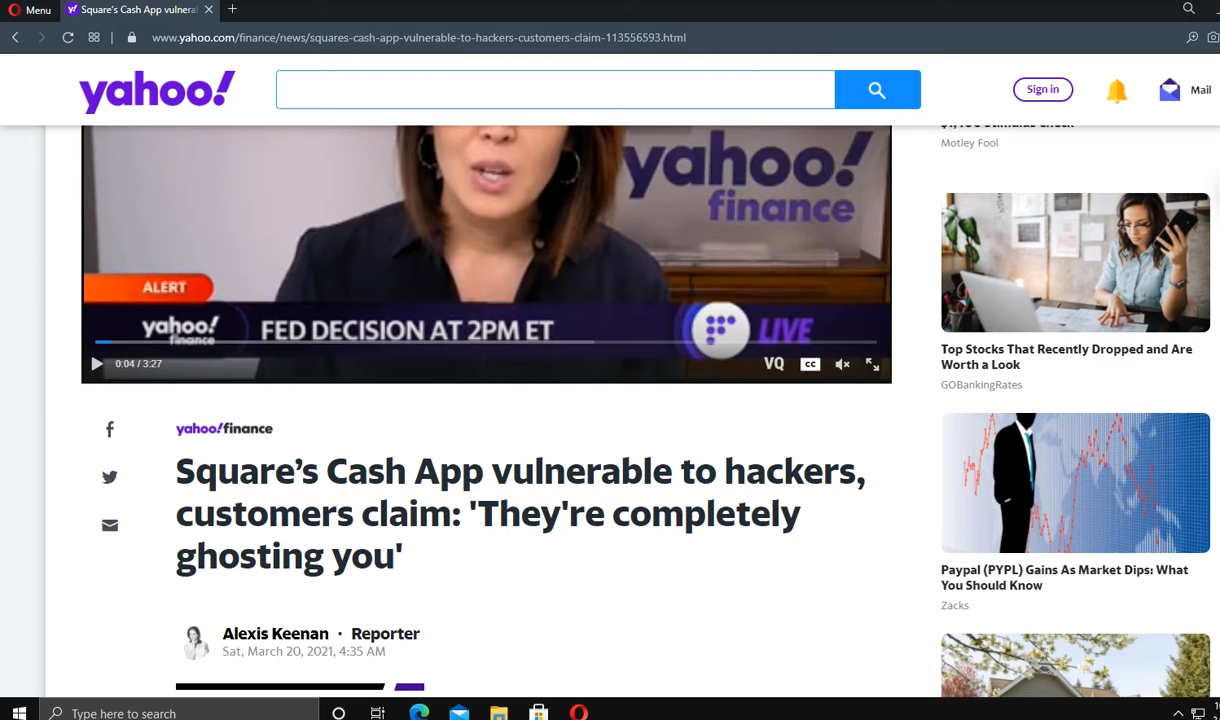 Menu
Square's Cash App vulnera
www.yahoo.com/finance/news/squares-cash-app-vulnerable-to-hackers-customers-claim-113556593.html
yahoo!
Sign in
Mail
Motley Fool
yahoo!
finance
ALERT
yahoo!
finance
FED DECISION AT 2PM ET
LIVE
0:04 / 3:27
VQ
CC
Top Stocks That Recently Dropped and Are
Worth a Look
GOBankingRates
yahoo!finance
Square's Cash App vulnerable to hackers,
customers claim: 'They're completely
ghosting you'
Paypal (PYPL) Gains As Market Dips: What
You Should Know
Zacks
Alexis Keenan · Reporter
Sat, March 20, 2021, 4:35 AM
Type here to search